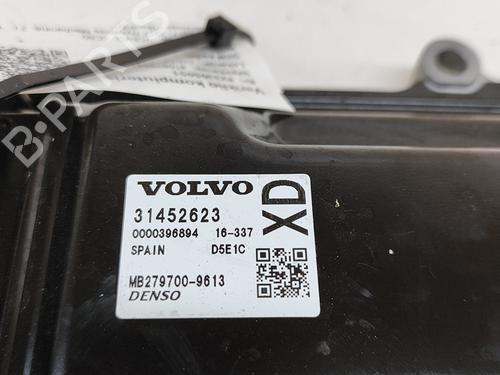 B-PARTS
VOLVO
XD
31452623
0000396894 16-337
SPAIN D5E1C
MB279700-9613
DENSO